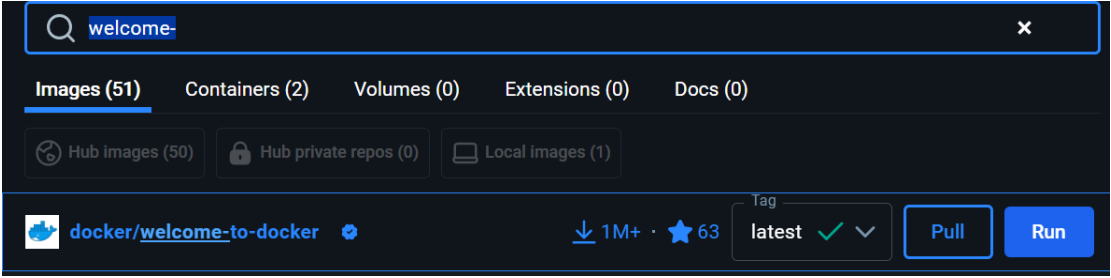 welcome-
Images (51) Containers (2) Volumes (0) Extensions (0) Docs (0)
Hub images (50) Hub private repos (0) Local images (1)
Tag
docker/welcome-to-docker 1M+ · 63 latest Pull Run